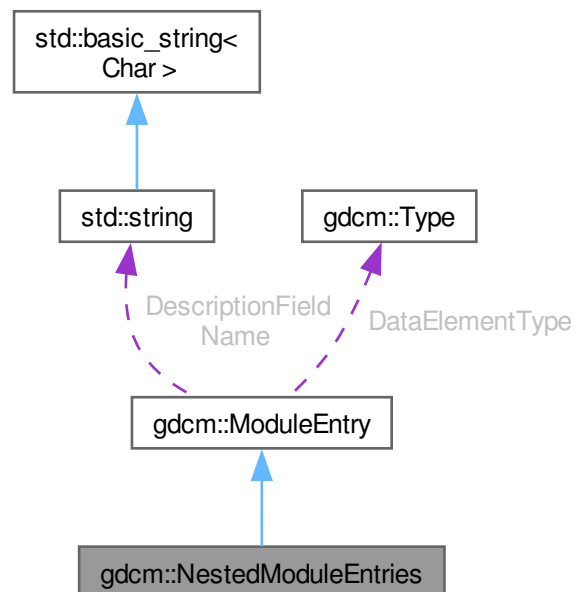 std::basic_string<
Char >
std::string
gdcm::Type
DescriptionField
Name
DataElementType
gdcm::ModuleEntry
gdcm::NestedModuleEntries